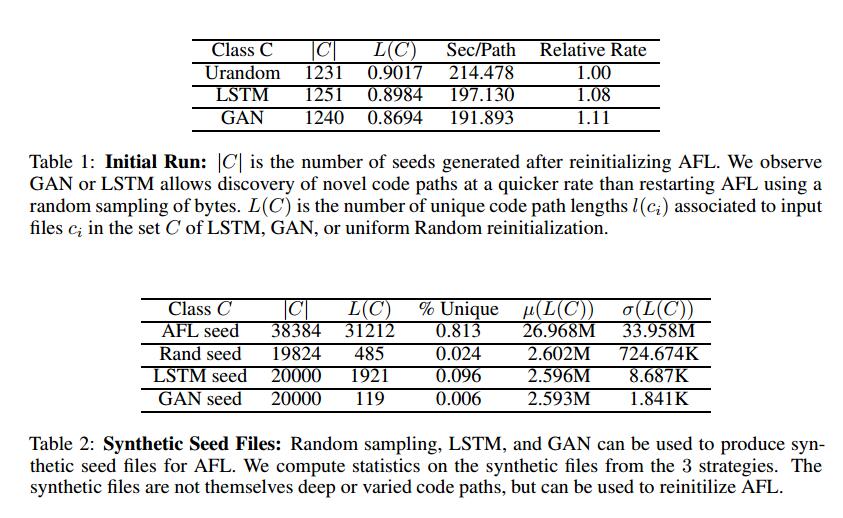 Class C |C| L(C) Sec/Path Relative Rate
Urandom 1231 0.9017 214.478 1.00
LSTM 1251 0.8984 197.130 1.08
GAN 1240 0.8694 191.893 1.11
Table 1: Initial Run: |C| is the number of seeds generated after reinitializing AFL. We observe
GAN or LSTM allows discovery of novel code paths at a quicker rate than restarting AFL using a
random sampling of bytes. L(C) is the number of unique code path lengths l(cᵢ) associated to input
files cᵢ in the set C of LSTM, GAN, or uniform Random reinitialization.
Class C |C| L(C) % Unique μ(L(C)) σ(L(C))
AFL seed 38384 31212 0.813 26.968M 33.958M
Rand seed 19824 485 0.024 2.602M 724.674K
LSTM seed 20000 1921 0.096 2.596M 8.687K
GAN seed 20000 119 0.006 2.593M 1.841K
Table 2: Synthetic Seed Files: Random sampling, LSTM, and GAN can be used to produce syn-
thetic seed files for AFL. We compute statistics on the synthetic files from the 3 strategies. The
synthetic files are not themselves deep or varied code paths, but can be used to reinitilize AFL.